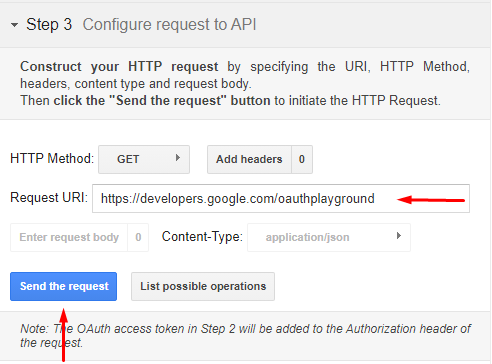 Step 3 Configure request to API
Construct your HTTP request by specifying the URI, HTTP Method,
headers, content type and request body.
Then click the "Send the request" button to initiate the HTTP Request.
HTTP Method: GET Add headers 0
Request URI: https://developers.google.com/oauthplayground
Enter request body 0 Content-Type: application/json
Send the request List possible operations
Note: The OAuth access token in Step 2 will be added to the Authorization header of
the request.